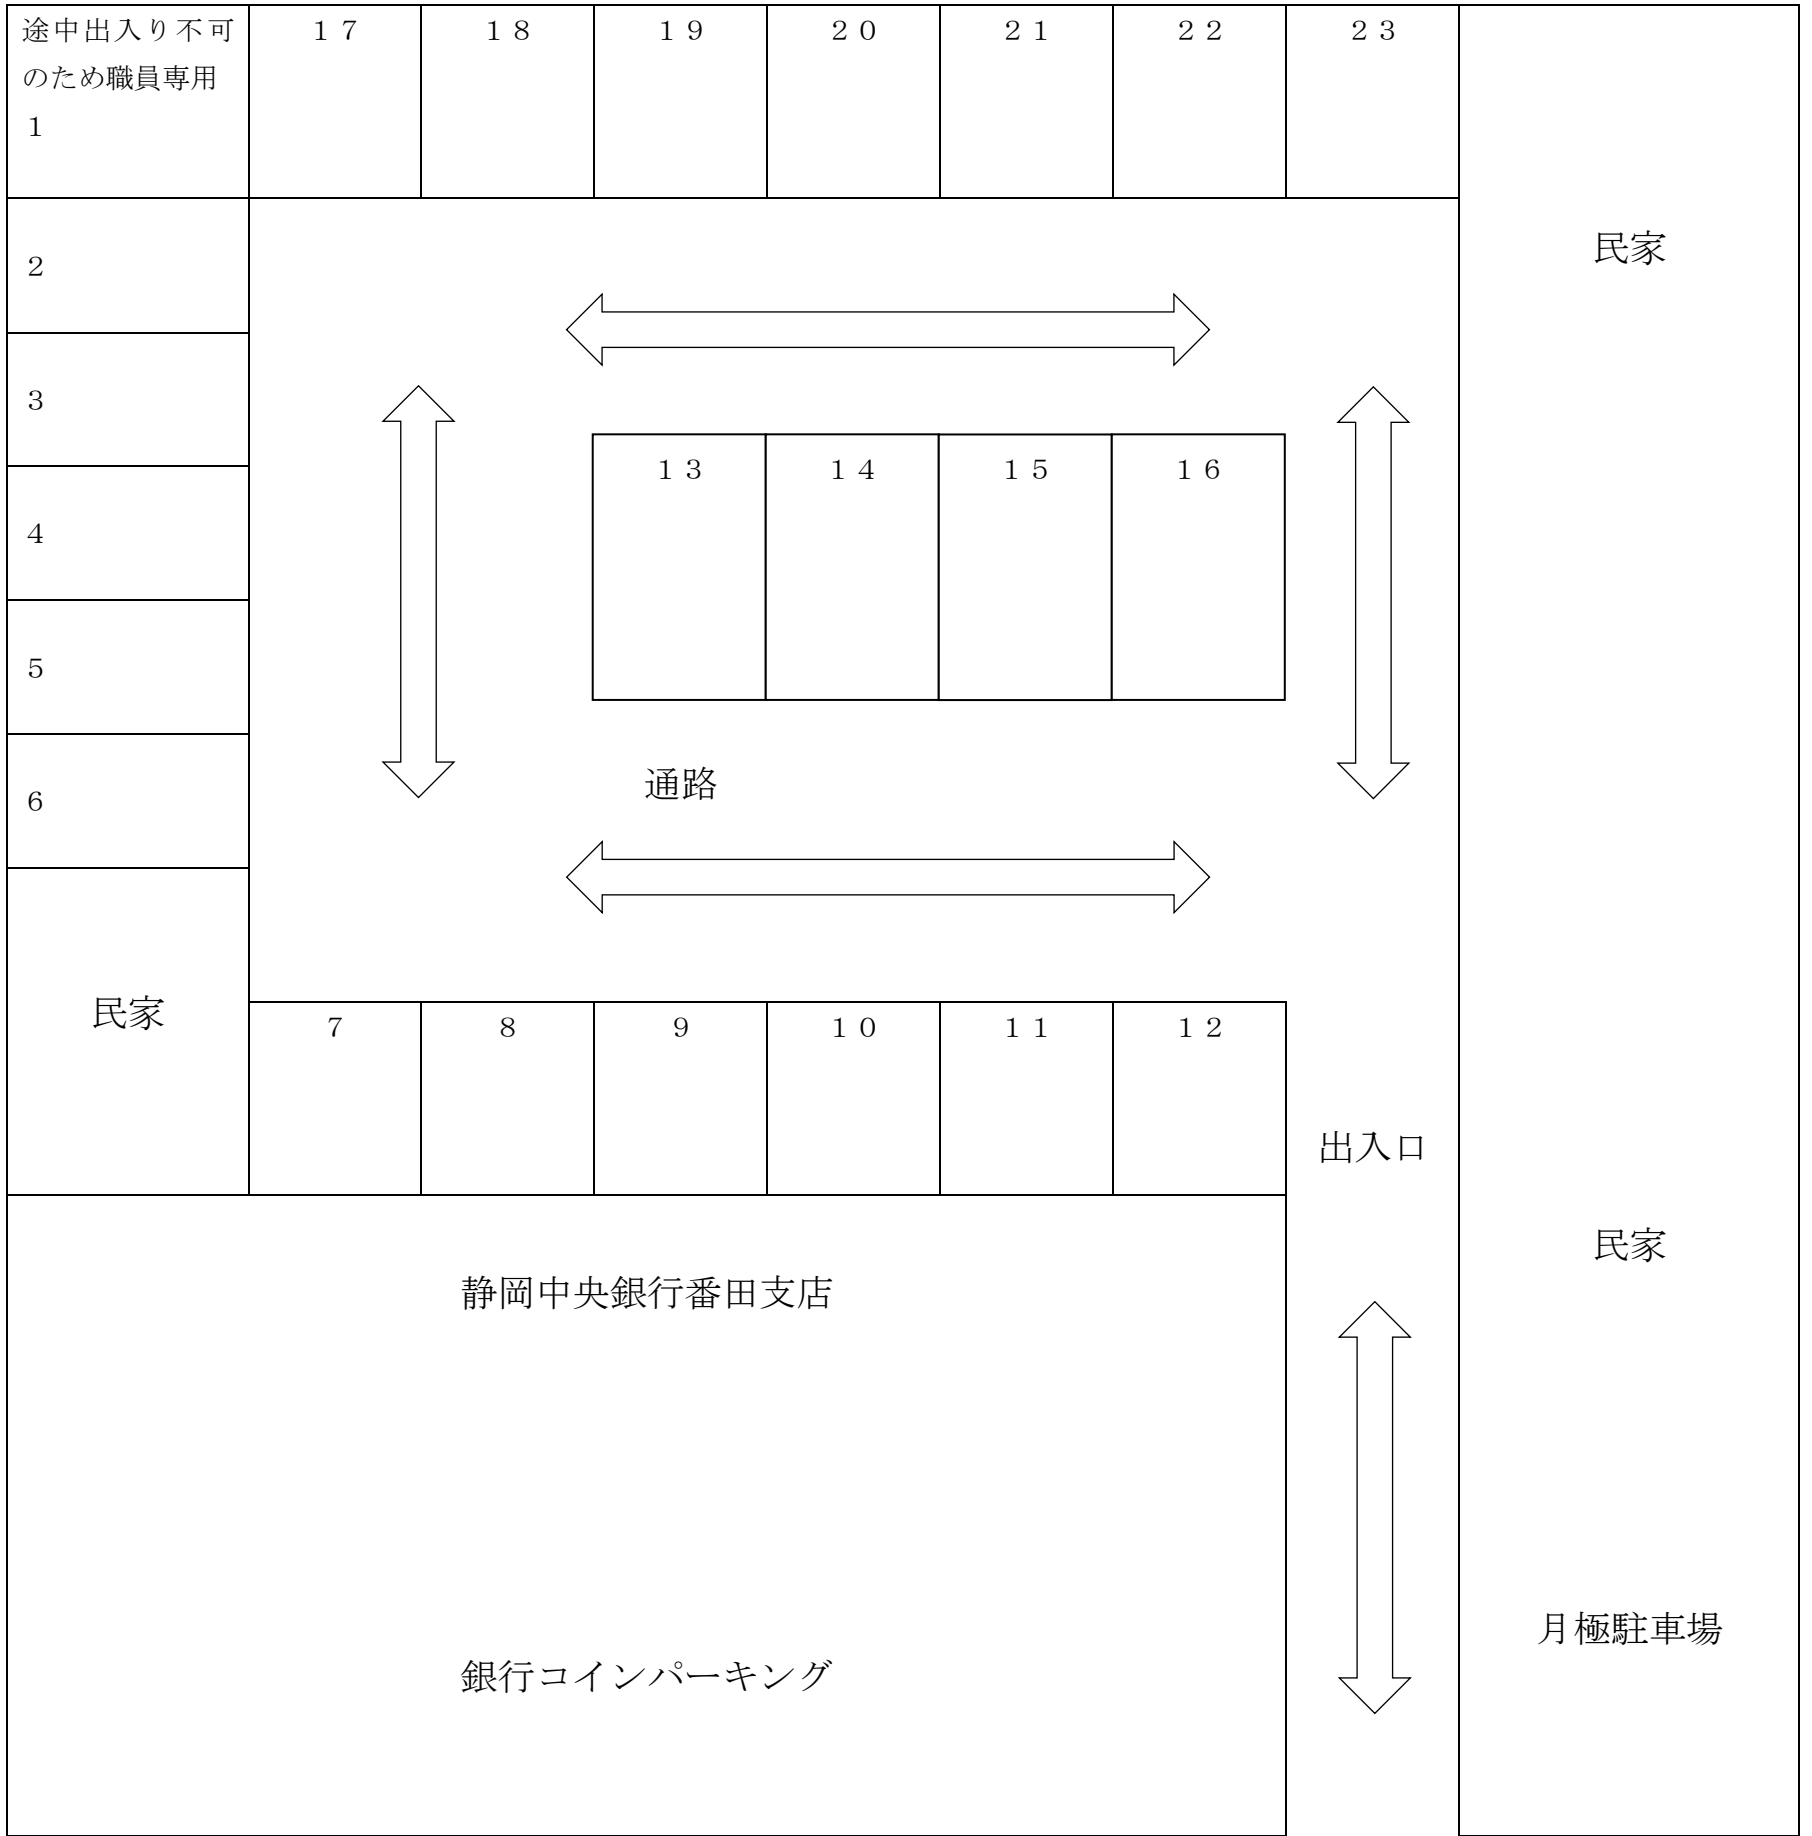 途中出入り不可
のため職員専用
１
１７
１８
１９
２０
２１
２２
２３
民家
２
３
４
５
６
１３
１４
１５
１６
通路
民家
７
８
９
１０
１１
１２
出入口
民家
静岡中央銀行番田支店
月極駐車場
銀行コインパーキング